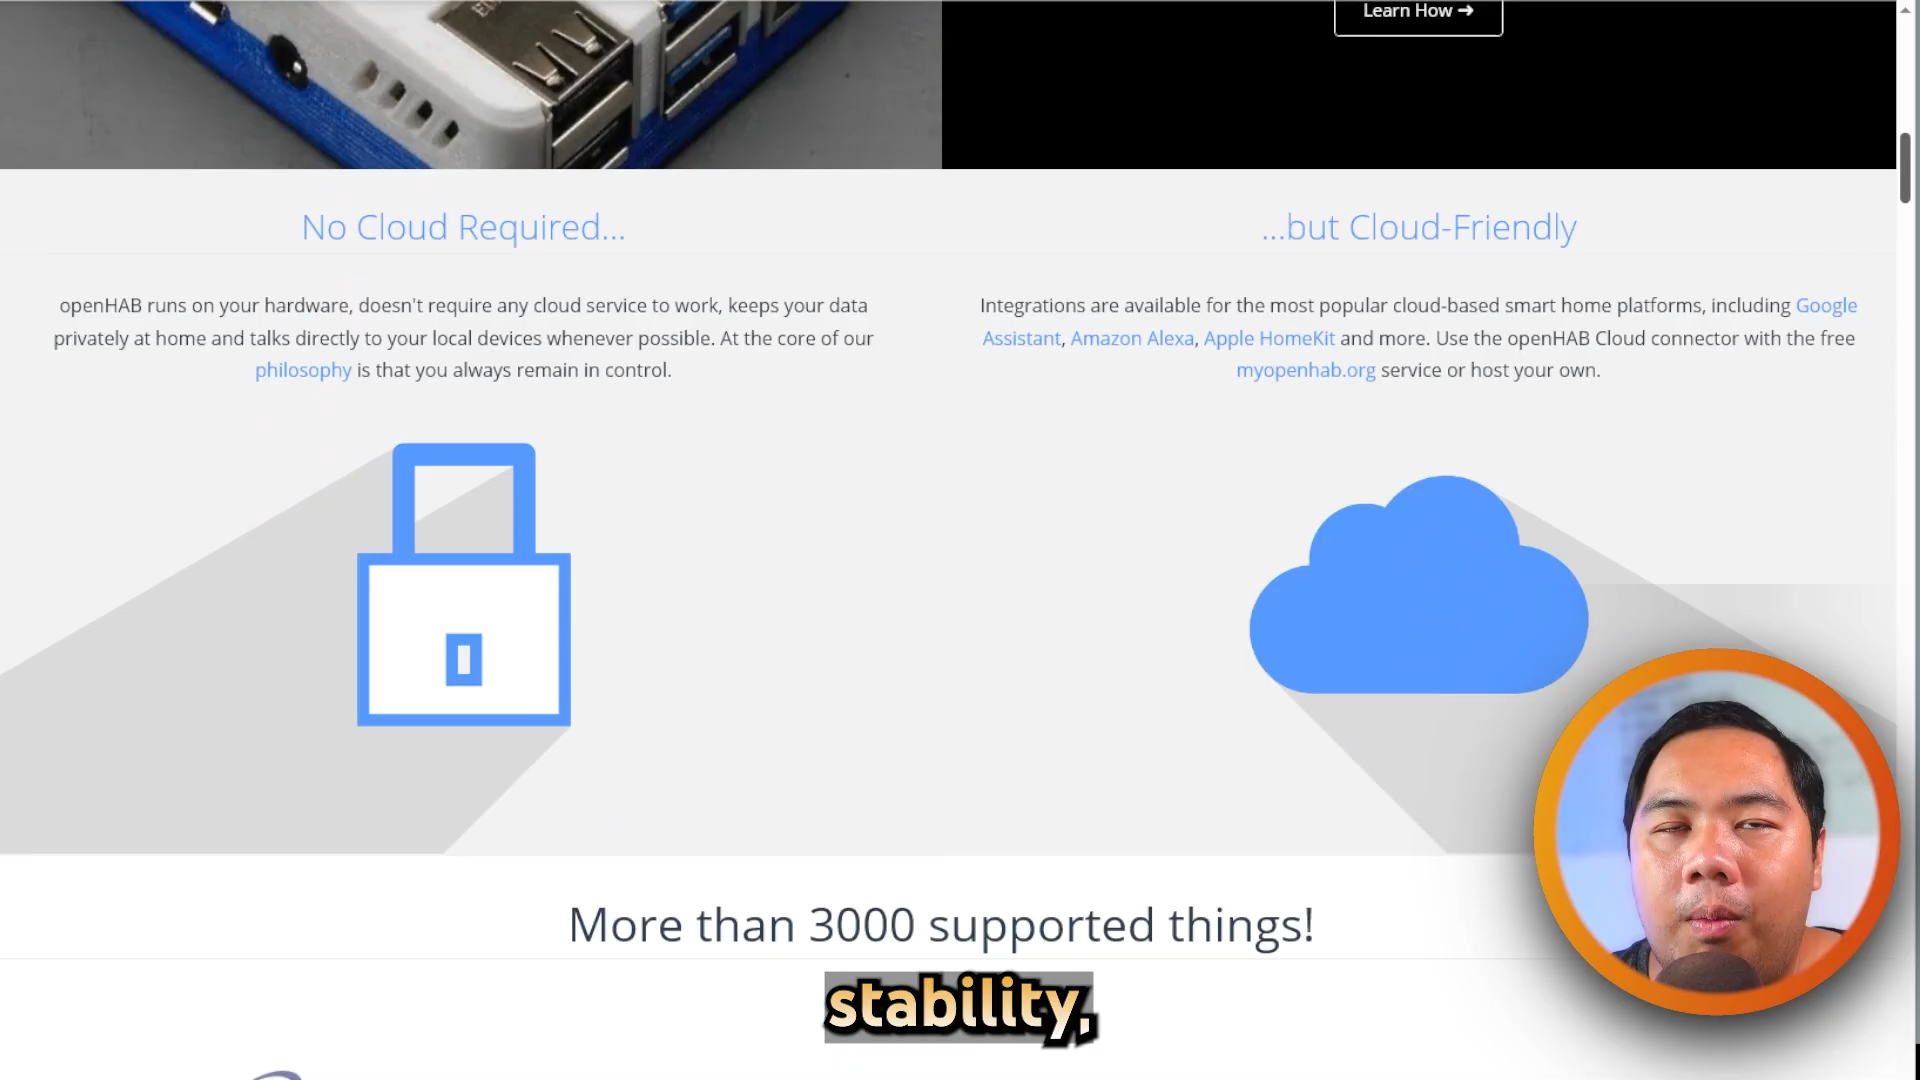 Learn How ➔
No Cloud Required...
openHAB runs on your hardware, doesn't require any cloud service to work, keeps your data
privately at home and talks directly to your local devices whenever possible. At the core of our
philosophy is that you always remain in control.
...but Cloud-Friendly
Integrations are available for the most popular cloud-based smart home platforms, including Google
Assistant, Amazon Alexa, Apple HomeKit and more. Use the openHAB Cloud connector with the free
myopenhab.org service or host your own.
More than 3000 supported things!
stability,